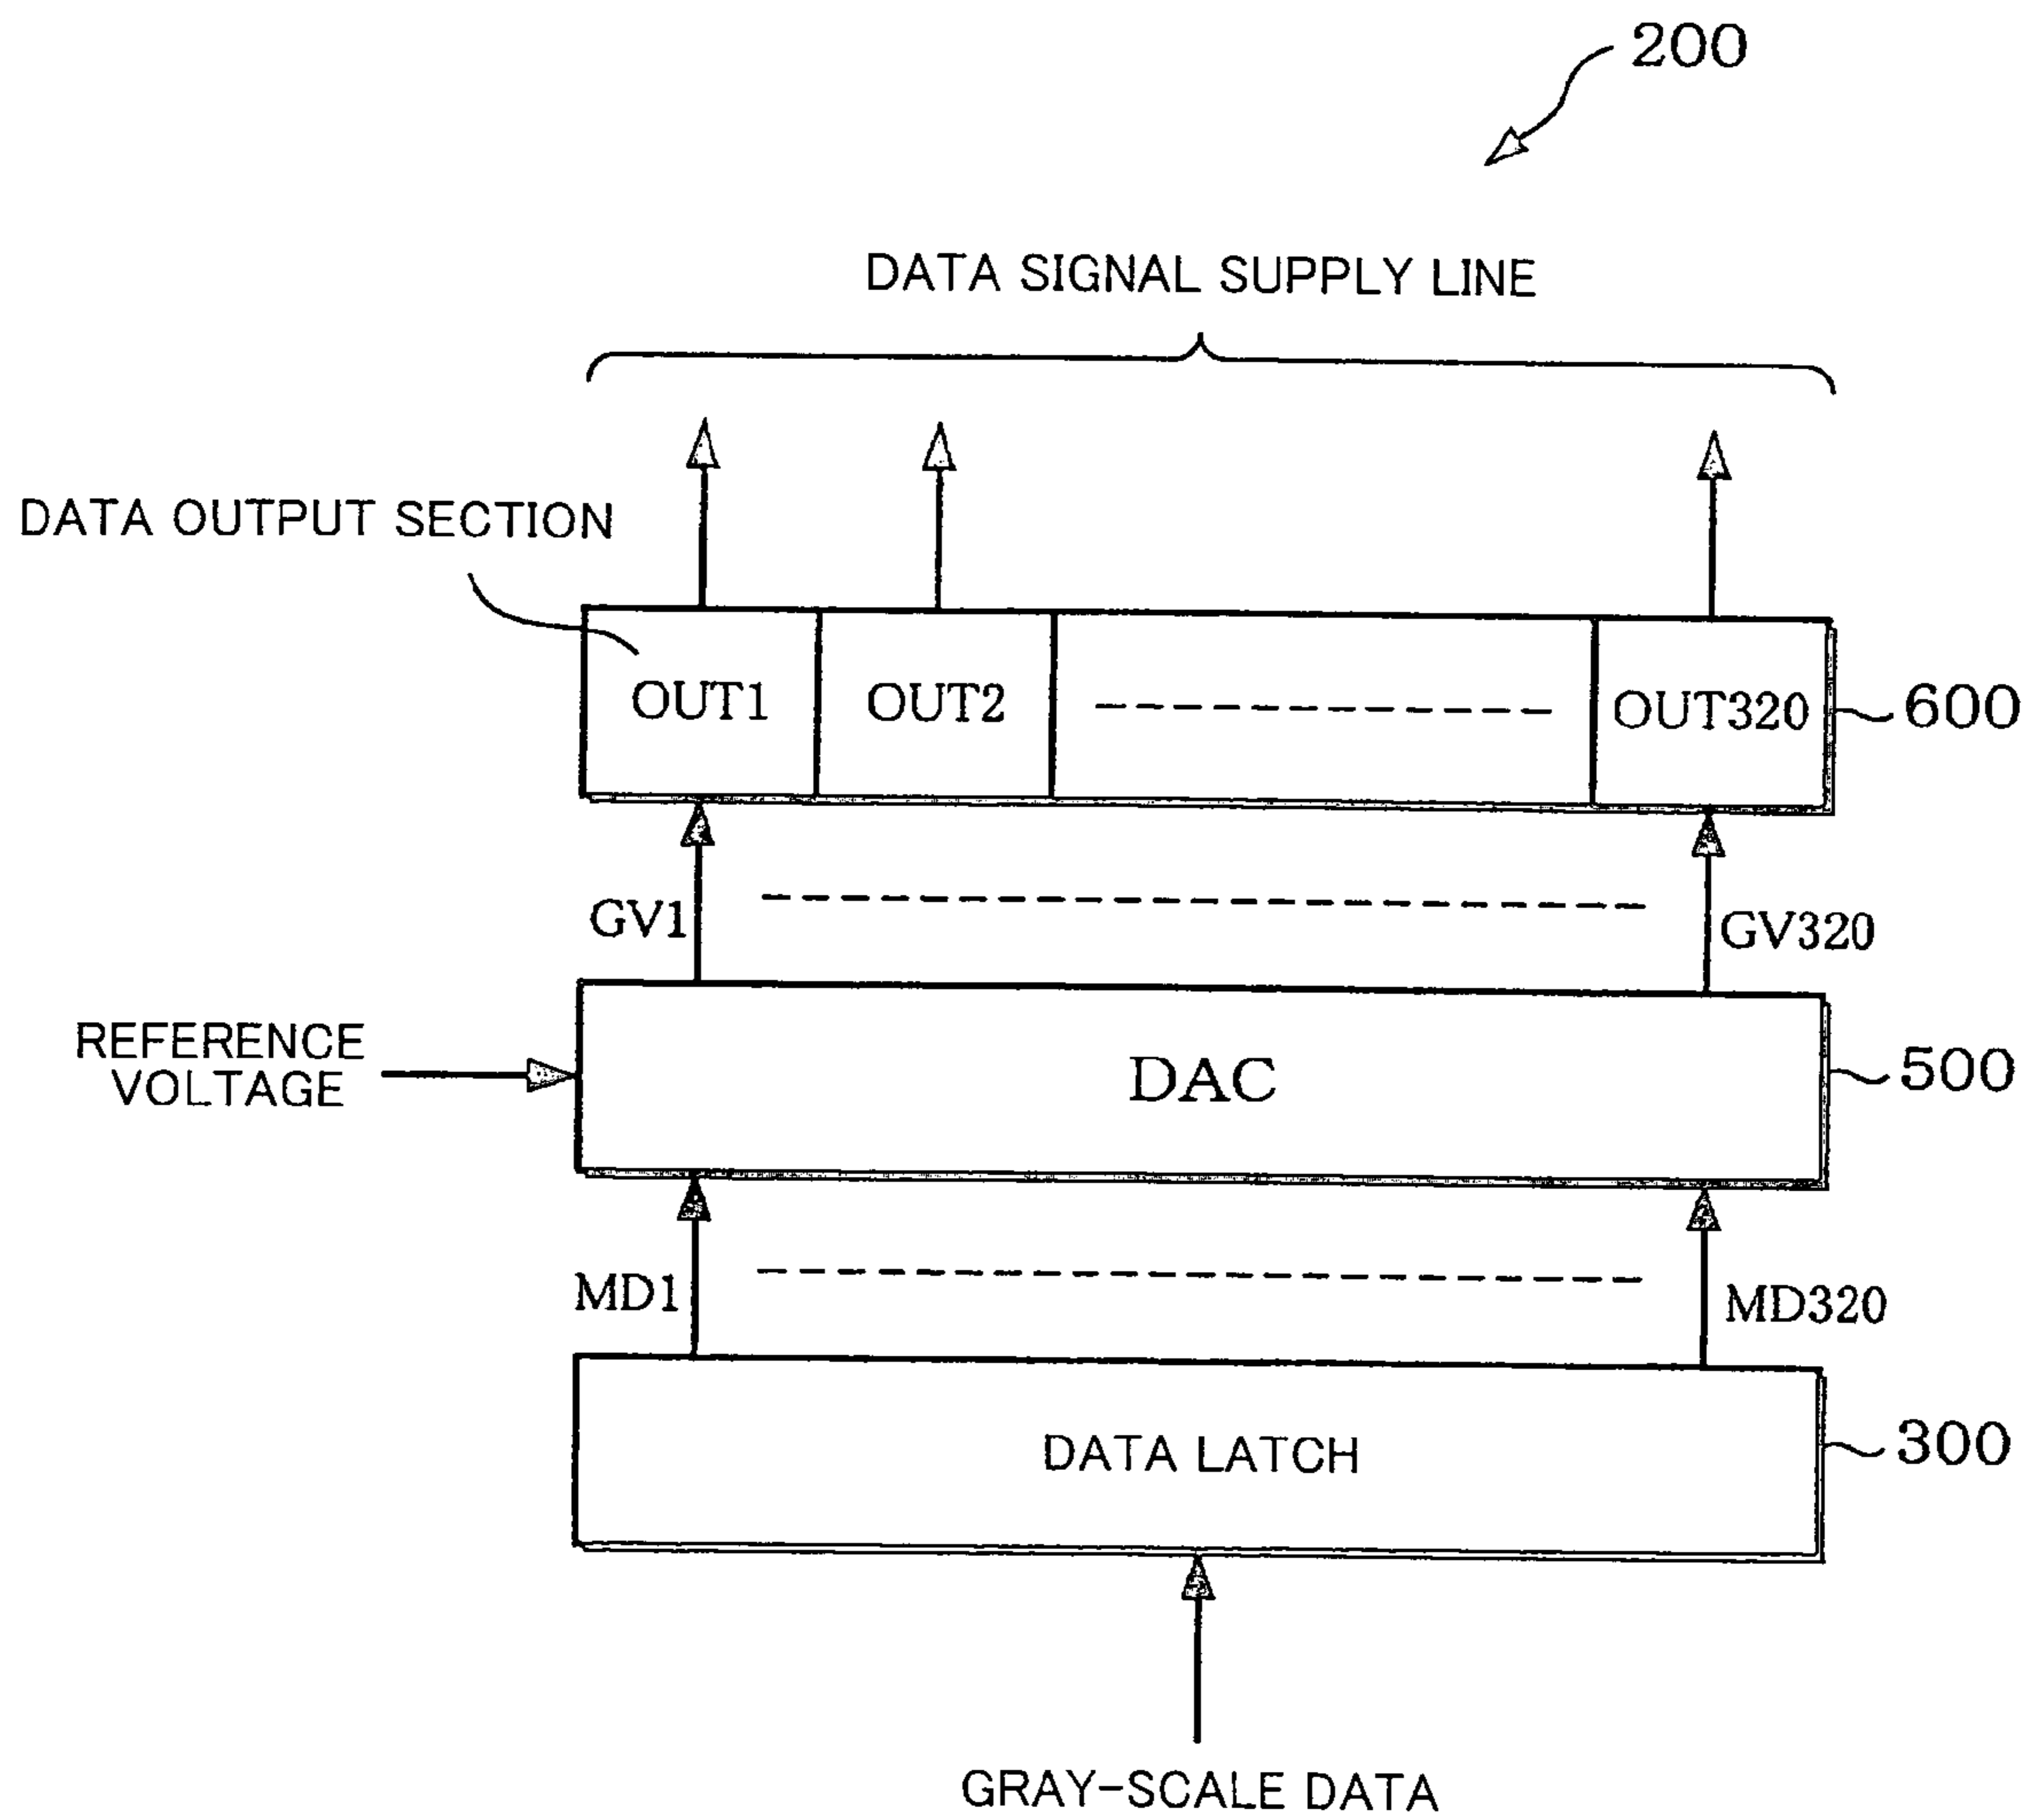 200
DATA SIGNAL SUPPLY LINE
DATA OUTPUT SECTION
OUT1
OUT2
OUT320
600
GV1
GV320
REFERENCE
VOLTAGE
DAC
500
MD1
MD320
DATA LATCH
300
GRAY-SCALE DATA